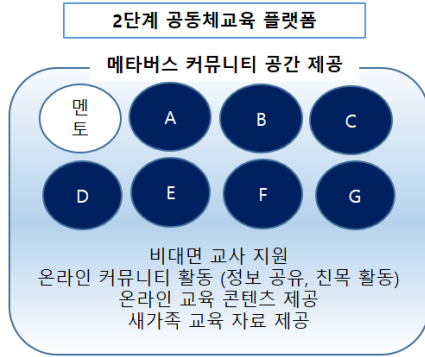 2단계 공동체교육 플랫폼
메타버스 커뮤니티 공간 제공
멘
토
A
B
C
D
E
F
G
비대면 교사 지원
온라인 커뮤니티 활동 (정보 공유, 친목 활동)
온라인 교육 콘텐츠 제공
새가족 교육 자료 제공